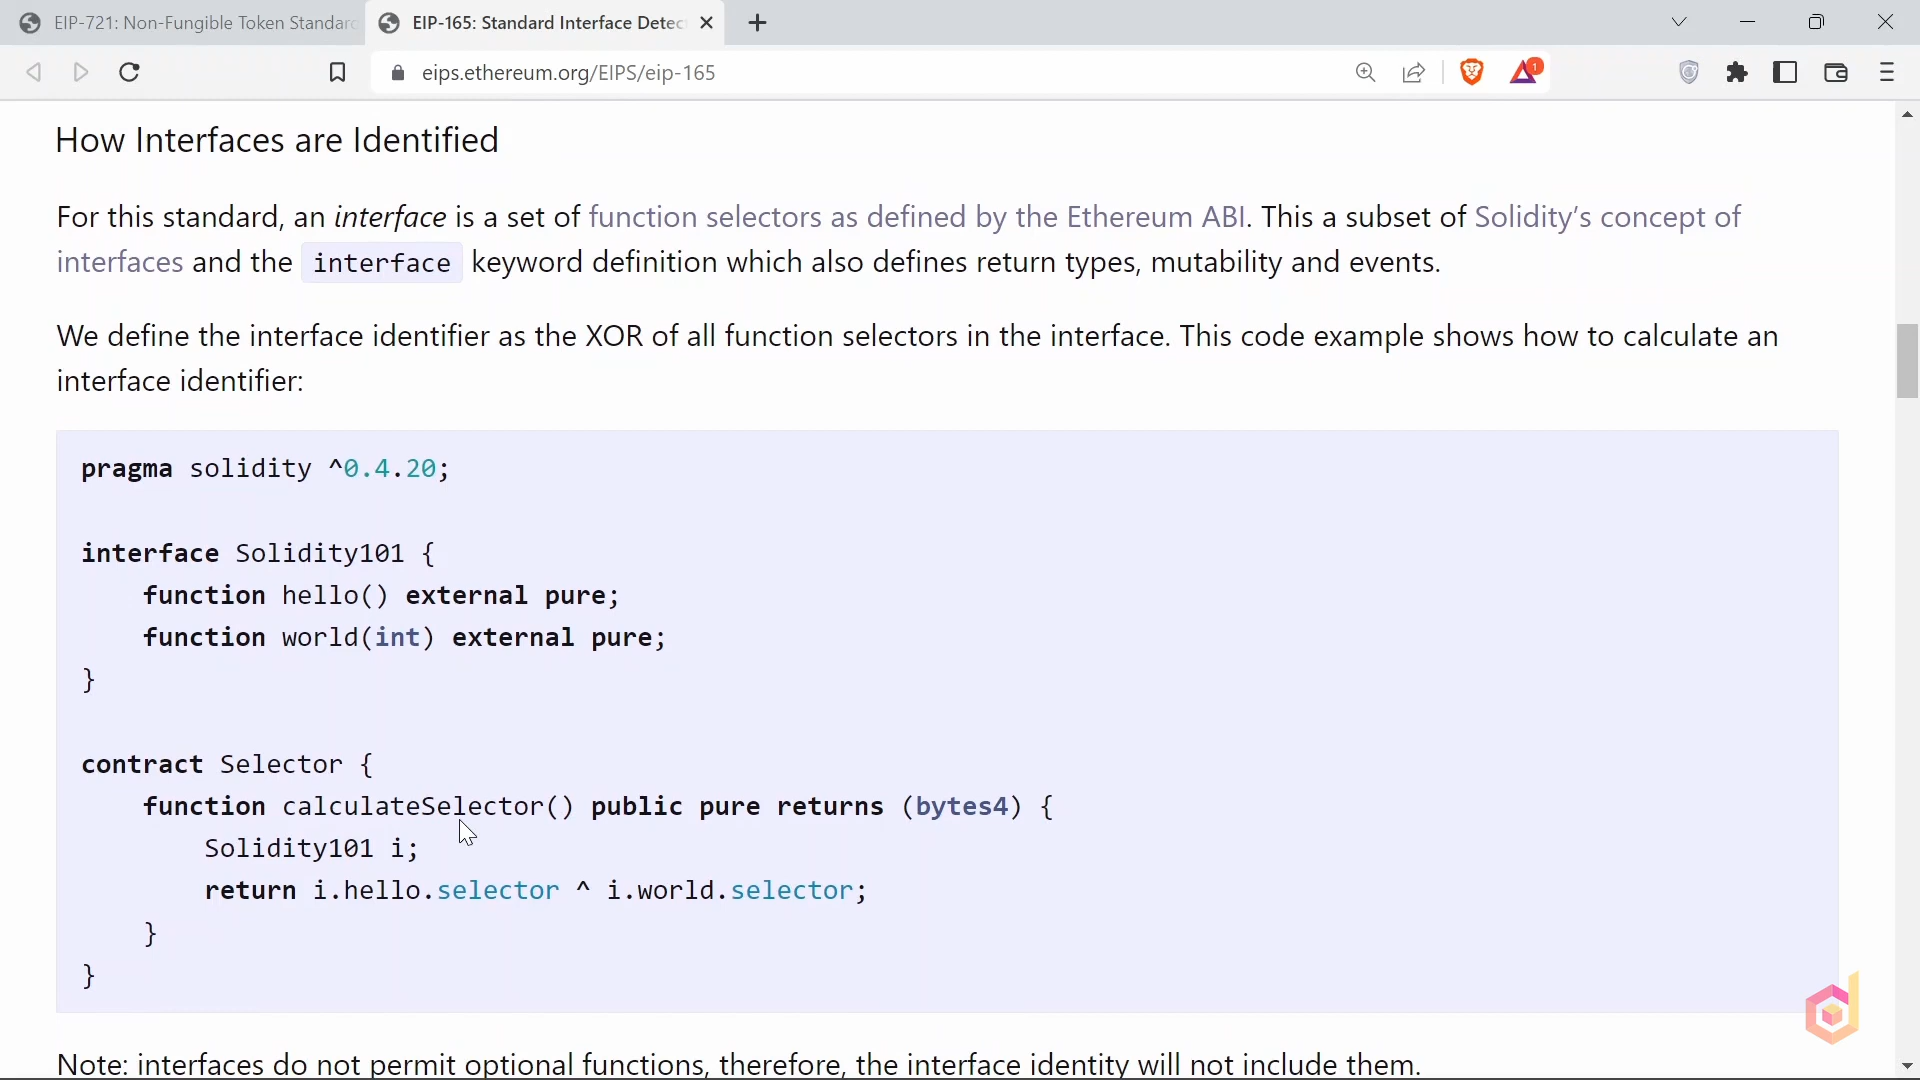 EIP-721: Non-Fungible Token Standard
EIP-165: Standard Interface Detec
eips.ethereum.org/EIPS/eip-165
1
How Interfaces are Identified
For this standard, an interface is a set of function selectors as defined by the Ethereum ABI. This a subset of Solidity's concept of
interfaces and the interface keyword definition which also defines return types, mutability and events.
We define the interface identifier as the XOR of all function selectors in the interface. This code example shows how to calculate an
interface identifier:
pragma solidity ^0.4.20;
interface Solidity101 {
    function hello() external pure;
    function world(int) external pure;
}
contract Selector {
    function calculateSelector() public pure returns (bytes4) {
        Solidity101 i;
        return i.hello.selector ^ i.world.selector;
    }
}
Note: interfaces do not permit optional functions, therefore, the interface identity will not include them.